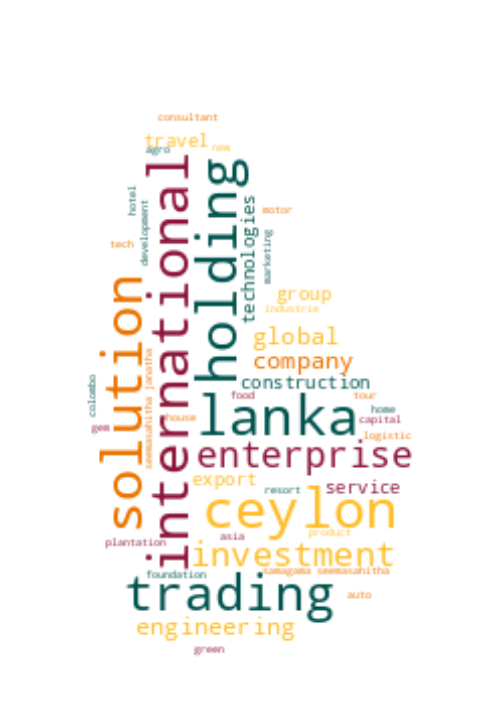 consultant
travel
agro
new
international
holding
hotel
development
technologies
motor
marketing
tech
solution
group
industrie
global
company
seemasahitha janatha
construction
colombo
food
tour
house
lanka
home
capital
gem
logistic
enterprise
export
resort
service
ceylon
product
asia
plantation
investment
foundation
samagama seemasahitha
trading
auto
engineering
green